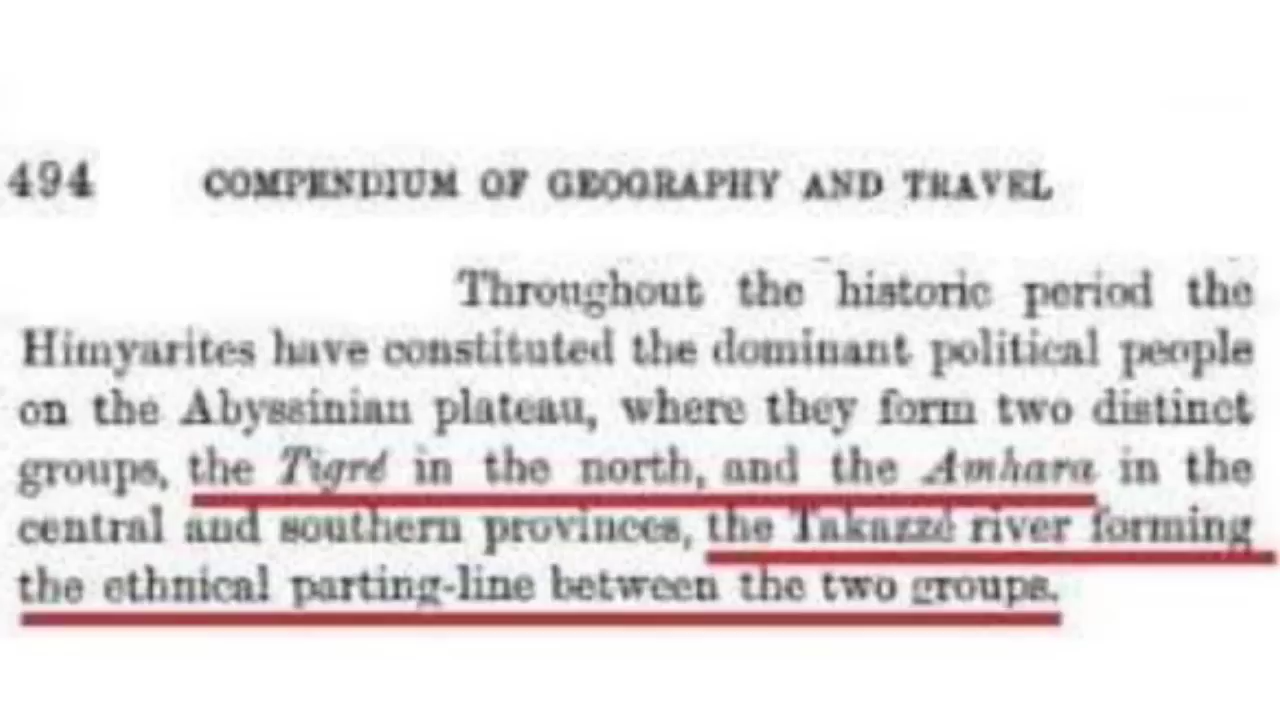 494 COMPENDIUM OF GEOGRAPHY AND TRAVEL
Throughout the historic period the
Himyarites have constituted the dominant political people
on the Abyssinian plateau, where they form two distinct
groups, the Tigré in the north, and the Amhara in the
central and southern provinces, the Takazzé river forming
the ethnical parting-line between the two groups.